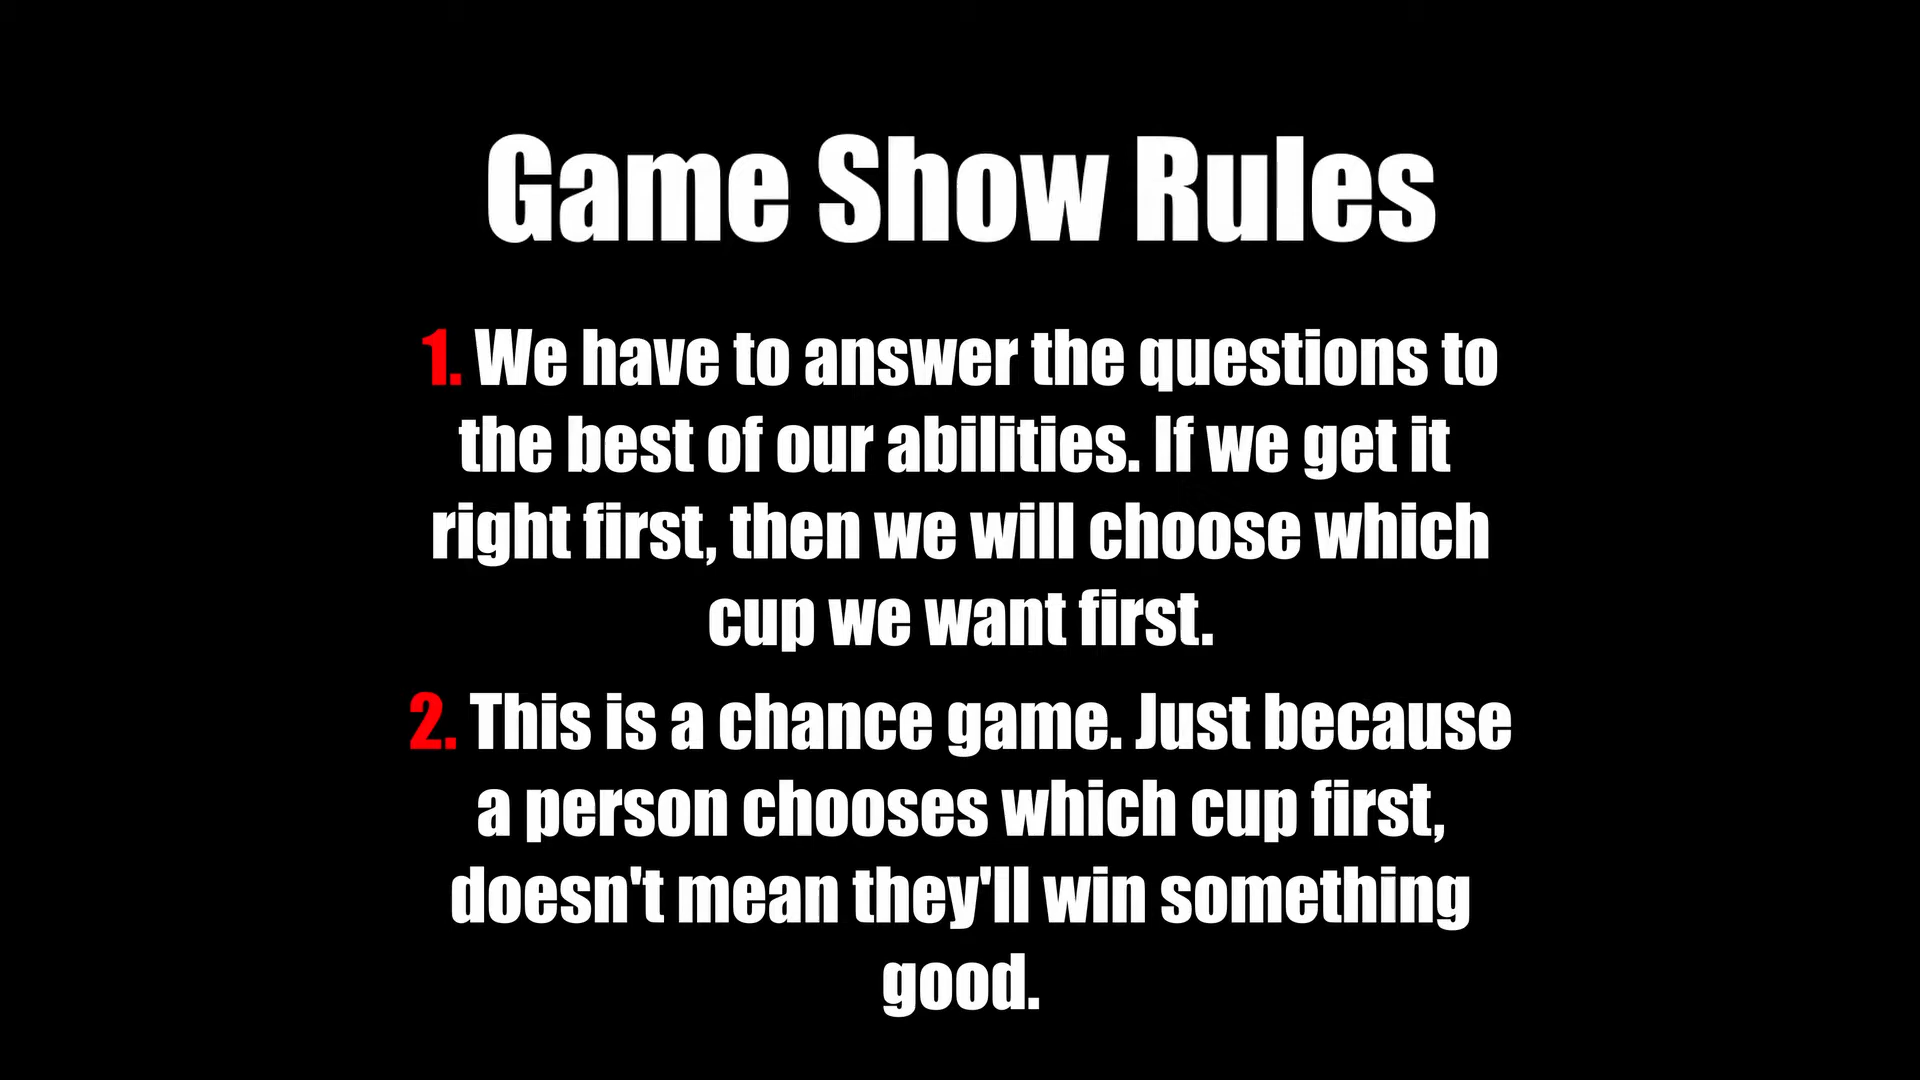 Game Show Rules
1. We have to answer the questions to
the best of our abilities. If we get it
right first, then we will choose which
cup we want first.
2. This is a chance game. Just because
a person chooses which cup first,
doesn't mean they'll win something
good.